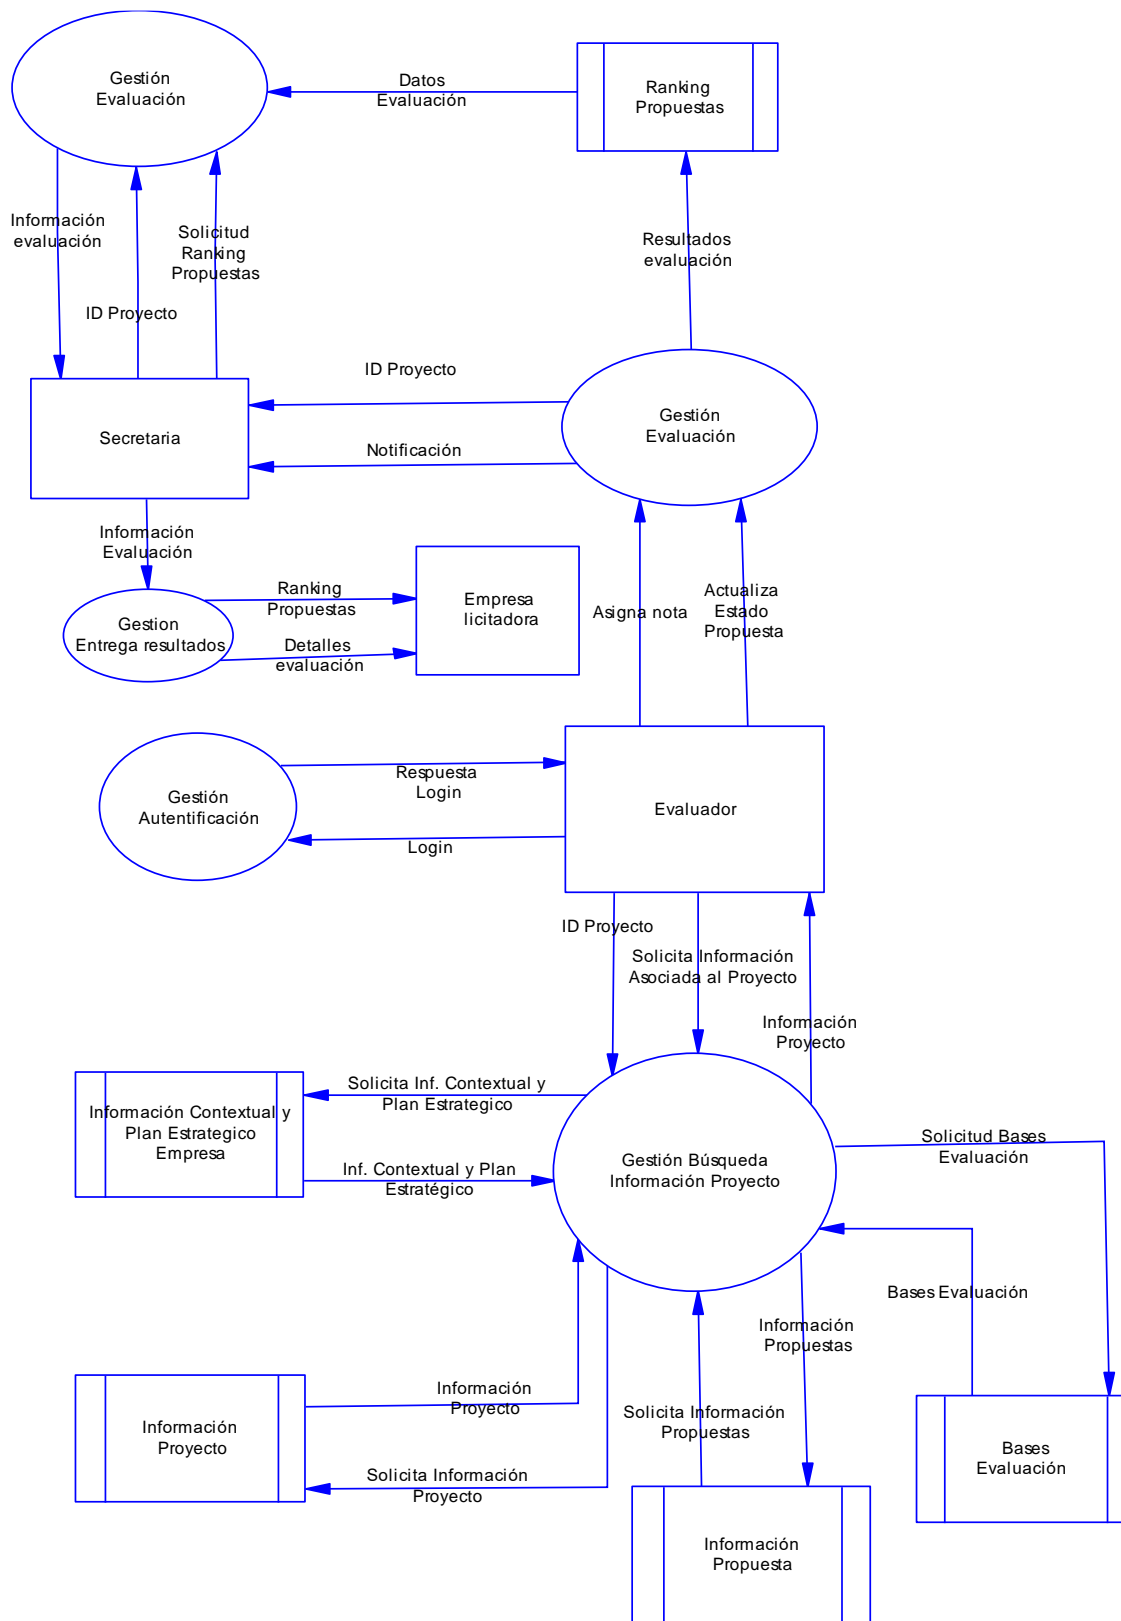 Gestión
Evaluación
Datos
Evaluación
Ranking
Propuestas
Información
evaluación
Solicitud
Ranking
Propuestas
ID Proyecto
Resultados
evaluación
ID Proyecto
Secretaria
Notificación
Gestión
Evaluación
Información
Evaluación
Gestion
Entrega resultados
Ranking
Propuestas
Detalles
evaluación
Empresa
licitadora
Asigna nota
Actualiza
Estado
Propuesta
Gestión
Autentificación
Respuesta
Login
Login
Evaluador
ID Proyecto
Solicita Información
Asociada al Proyecto
Información
Proyecto
Información Contextual y
Plan Estrategico
Empresa
Solicita Inf. Contextual y
Plan Estrategico
Inf. Contextual y Plan
Estratégico
Gestión Búsqueda
Información Proyecto
Solicitud Bases
Evaluación
Bases Evaluación
Información
Propuestas
Información
Proyecto
Información
Proyecto
Solicita Información
Proyecto
Solicita Información
Propuestas
Bases
Evaluación
Información
Propuesta